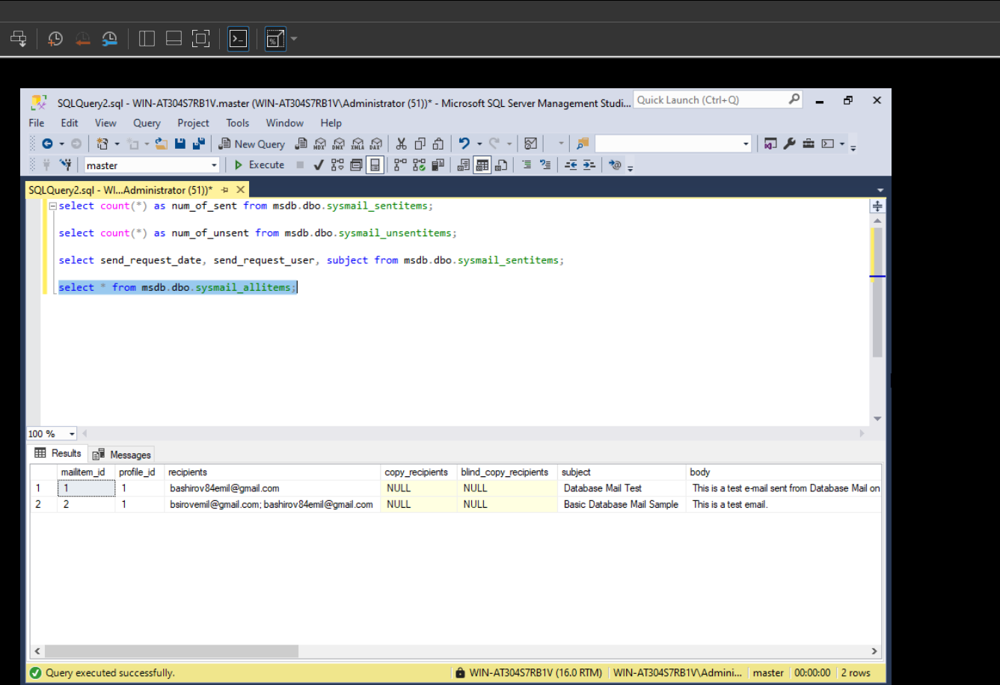 SQLQuery2.sql - WIN-AT304S7RB1V.master (WIN-AT304S7RB1V\Administrator (51))* - Microsoft SQL Server Management Studi... Quick Launch (Ctrl+Q)
File Edit View Query Project Tools Window Help
New Query MDX DMX XMLA DAX
master Execute
SQLQuery2.sql - WI...Administrator (51))*
select count(*) as num_of_sent from msdb.dbo.sysmail_sentitems;
select count(*) as num_of_unsent from msdb.dbo.sysmail_unsentitems;
select send_request_date, send_request_user, subject from msdb.dbo.sysmail_sentitems;
select * from msdb.dbo.sysmail_allitems;
100 %
Results Messages
mailitem_id profile_id recipients copy_recipients blind_copy_recipients subject body
1 1 1 bashirov84emil@gmail.com NULL NULL Database Mail Test This is a test e-mail sent from Database Mail on
2 2 1 bsirovemil@gmail.com; bashirov84emil@gmail.com NULL NULL Basic Database Mail Sample This is a test email.
Query executed successfully. WIN-AT304S7RB1V (16.0 RTM) WIN-AT304S7RB1V\Admini... master 00:00:00 2 rows